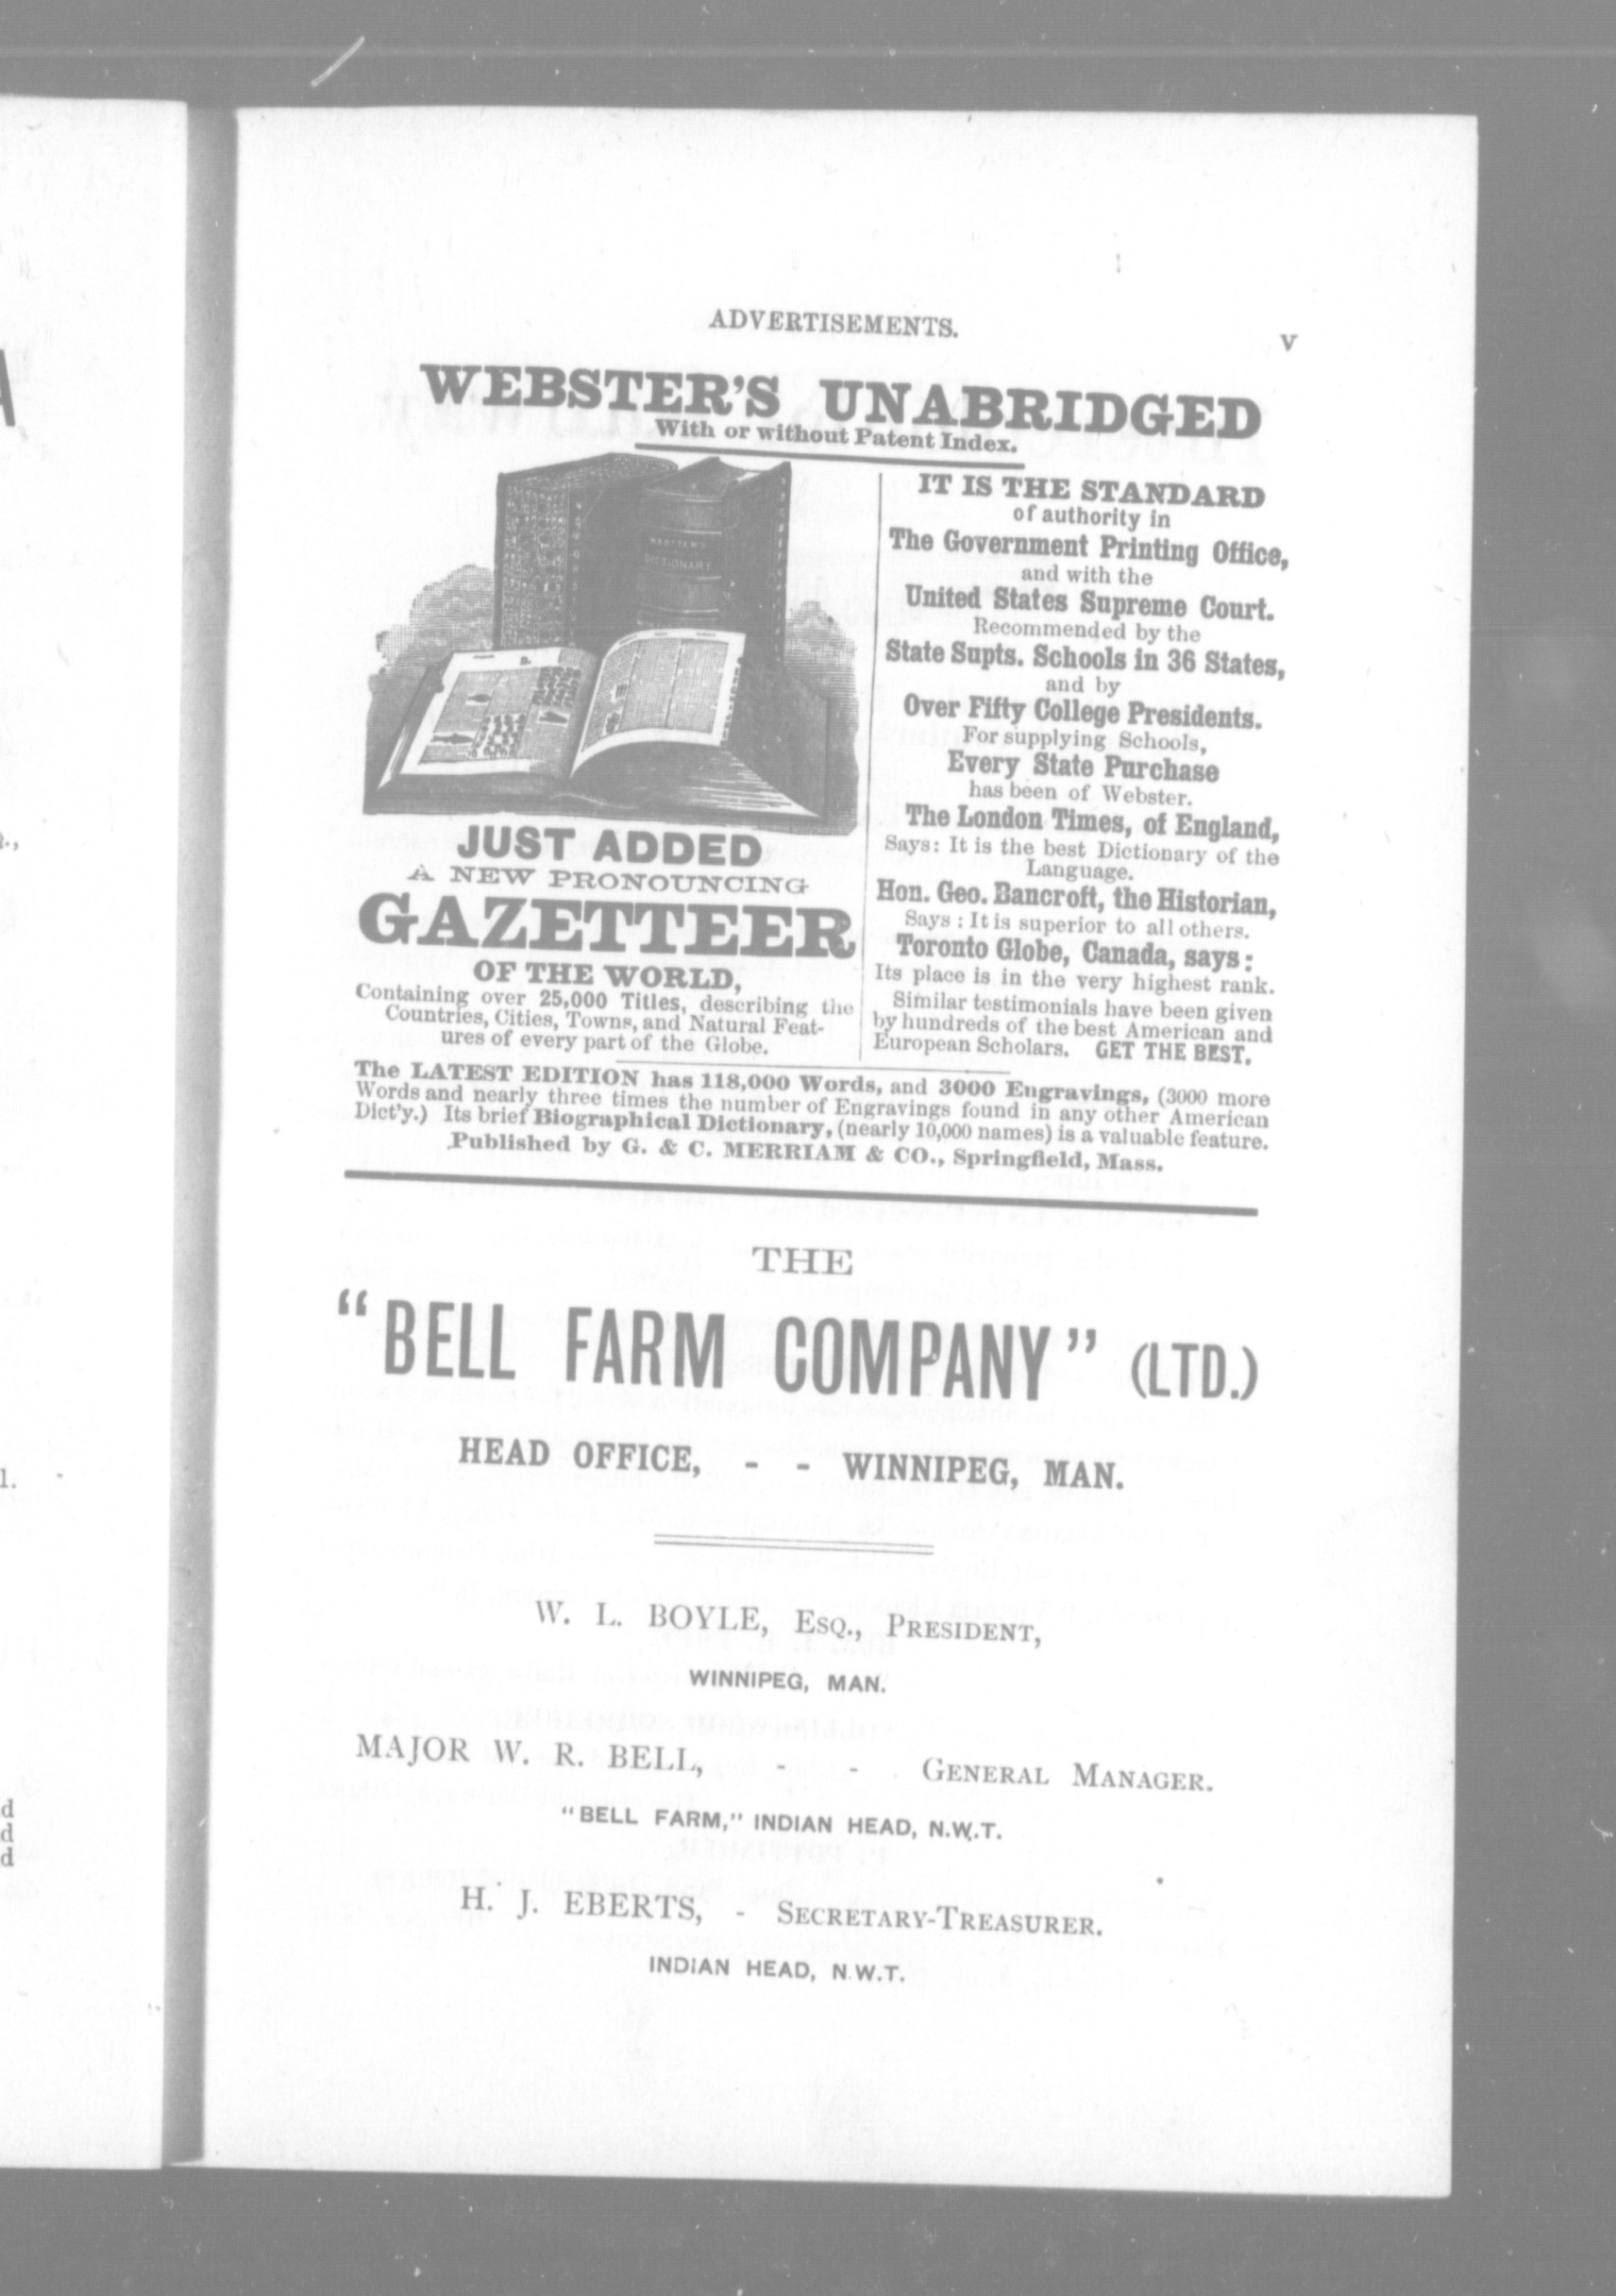 ADVERTISEMENTS.
V
WEBSTER'S UNABRIDGED
With or without Patent Index.
WEBSTER'S
DICTIONARY
JUST ADDED
A NEW PRONOUNCING
GAZETTEER
OF THE WORLD,
Containing over 25,000 Titles, describing the
Countries, Cities, Towns, and Natural Feat-
ures of every part of the Globe.
IT IS THE STANDARD
of authority in
The Government Printing Office,
and with the
United States Supreme Court.
Recommended by the
State Supts. Schools in 36 States,
and by
Over Fifty College Presidents.
For supplying Schools,
Every State Purchase
has been of Webster.
The London Times, of England,
Says: It is the best Dictionary of the
Language.
Hon. Geo. Bancroft, the Historian,
Says: It is superior to all others.
Toronto Globe, Canada, says:
Its place is in the very highest rank.
Similar testimonials have been given
by hundreds of the best American and
European Scholars. GET THE BEST.
The LATEST EDITION has 118,000 Words, and 3000 Engravings, (3000 more
Words and nearly three times the number of Engravings found in any other American
Dict'y.) Its brief Biographical Dictionary, (nearly 10,000 names) is a valuable feature.
Published by G. & C. MERRIAM & CO., Springfield, Mass.
THE
"BELL FARM COMPANY" (LTD.)
HEAD OFFICE, - - WINNIPEG, MAN.
W. L. BOYLE, ESQ., PRESIDENT,
WINNIPEG, MAN.
MAJOR W. R. BELL, - - GENERAL MANAGER.
"BELL FARM," INDIAN HEAD, N.W.T.
H. J. EBERTS, - SECRETARY-TREASURER.
INDIAN HEAD, N.W.T.